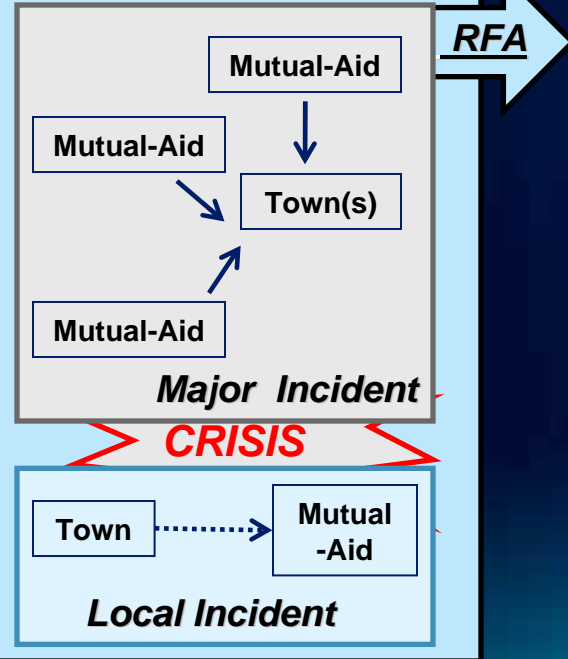 RFA
Mutual-Aid
Mutual-Aid
Town(s)
Mutual-Aid
Major Incident
CRISIS
Town
Mutual
-Aid
Local Incident